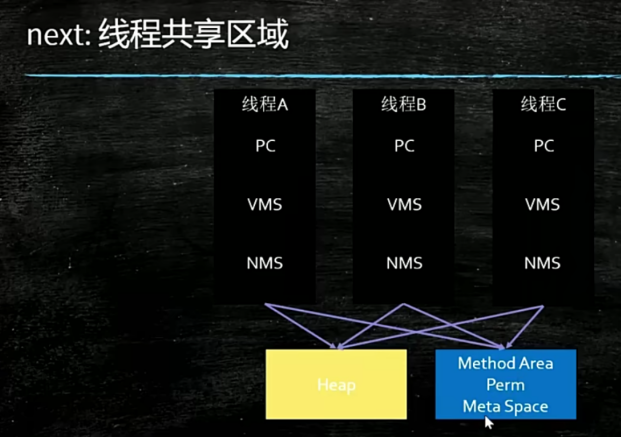 next: 线程共享区域
线程A
线程B
线程C
PC
PC
PC
VMS
VMS
VMS
NMS
NMS
NMS
Heap
Method Area
Perm
Meta Space